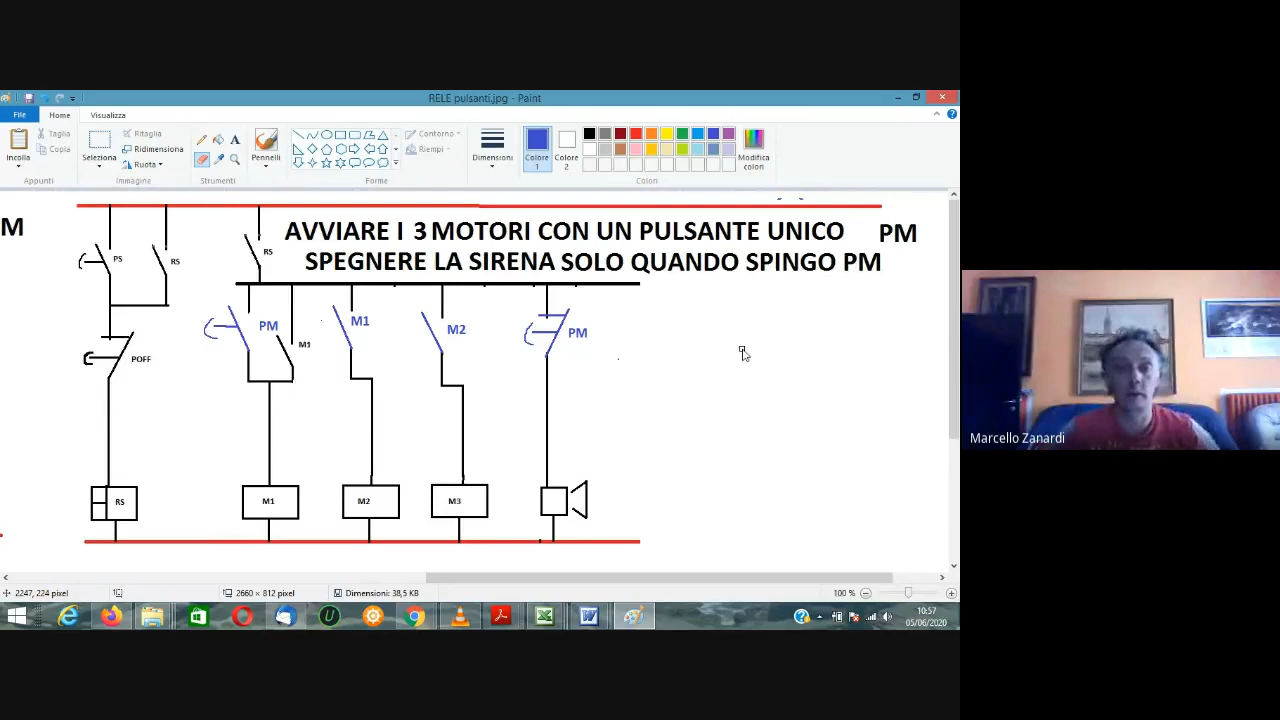 RELE pulsanti.jpg - Paint
File
Home
Visualizza
Incolla
Taglia
Copia
Appunti
Seleziona
Ritaglia
Ridimensiona
Ruota
Immagine
Strumenti
Pennelli
Contorno
Riempi
Forme
Dimensioni
Colore
1
Colore
2
Modifica
colori
Colori
M
AVVIARE I 3 MOTORI CON UN PULSANTE UNICO PM
SPEGNERE LA SIRENA SOLO QUANDO SPINGO PM
PS
RS
RS
PM
M1
M1
M2
PM
POFF
RS
M1
M2
M3
Marcello Zanardi
2247, 224 pixel
2660 × 812 pixel
Dimensioni: 38,5 KB
100 %
10:57
05/06/2020